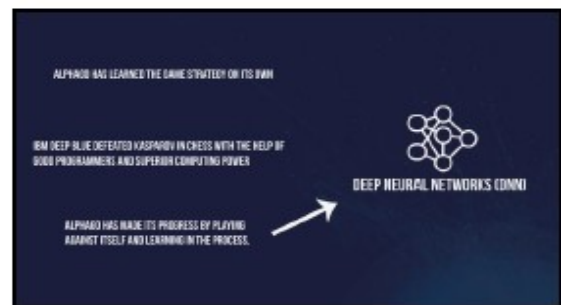 ALPHAGO HAS LEARNED THE GAME STRATEGY ON ITS OWN
IBM DEEP BLUE DEFEATED KASPAROV IN CHESS WITH THE HELP OF
GOOD PROGRAMMERS AND SUPERIOR COMPUTING POWER
DEEP NEURAL NETWORKS (DNN)
ALPHAGO HAS MADE ITS PROGRESS BY PLAYING
AGAINST ITSELF AND LEARNING IN THE PROCESS.